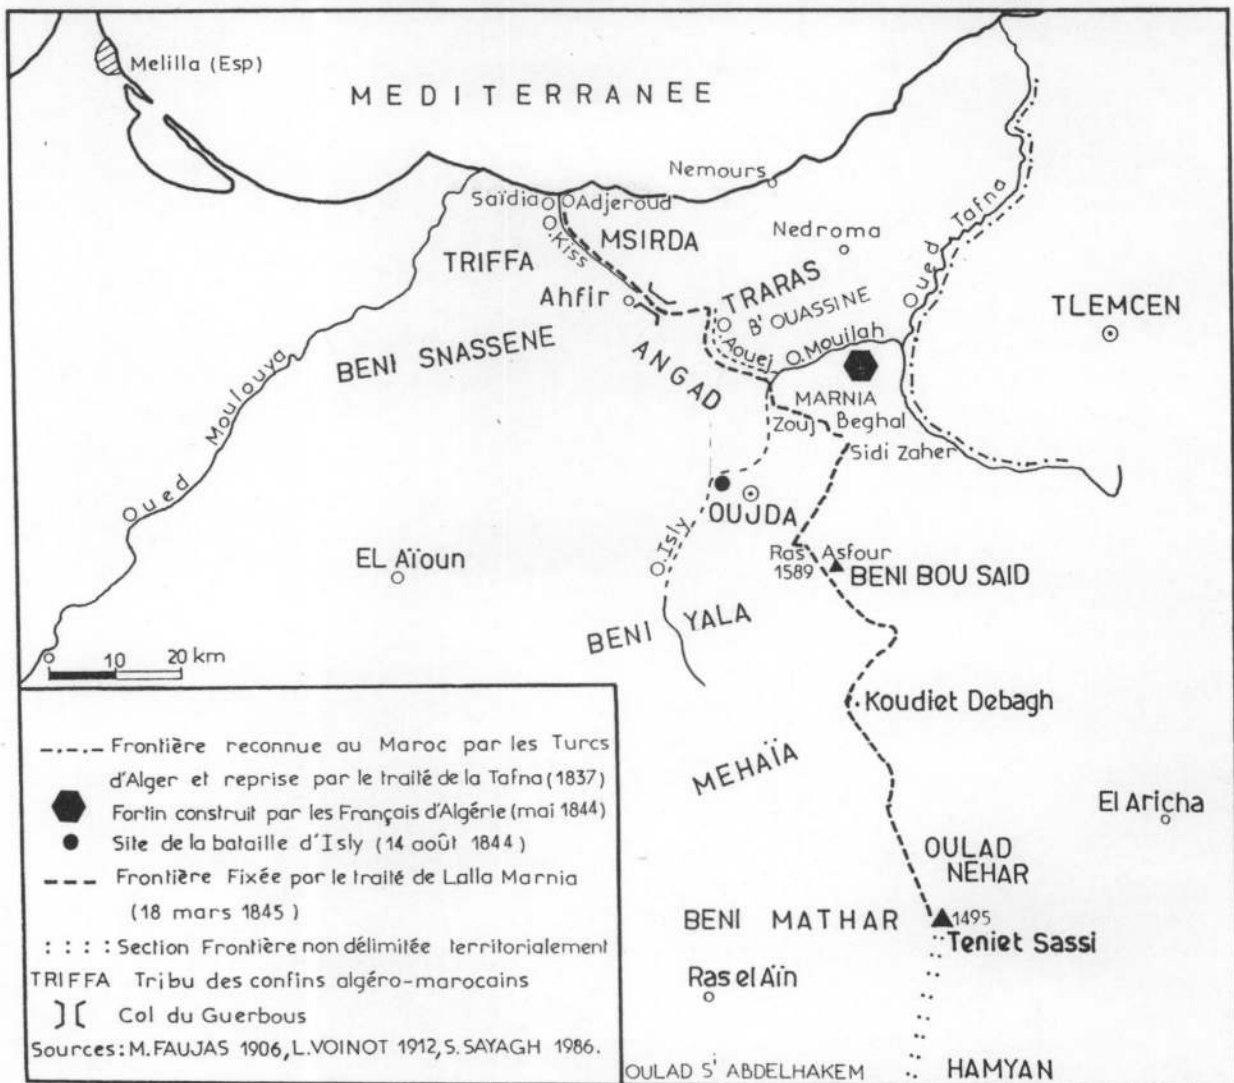 Melilla (Esp)
MEDITERRANEE
Nemours
Saïdia
Adjeroud
O. Kiss
MSIRDA
Nedroma
Oued Tafna
TRIFFA
TRARAS
Ahfir
B' OUASSINE
TLEMCEN
BENI SNASSENE
ANGAD
Aouej
O. Mouilah
Oued Moulouya
MARNIA
Zouj
Beghal
Sidi Zaher
OUJDA
O. Isly
EL Aïoun
Ras Asfour
1589
BENI BOU SAID
BENI YALA
0 10 20 km
Koudiet Debagh
MEHAÏA
El Aricha
OULAD
NEHAR
BENI MATHAR
1495
Teniet Sassi
Ras el Aïn
OULAD S' ABDELHAKEM
HAMYAN
Frontière reconnue au Maroc par les Turcs
d'Alger et reprise par le traité de la Tafna (1837)
Fortin construit par les Français d'Algérie (mai 1844)
Site de la bataille d'Isly (14 août 1844)
Frontière Fixée par le traité de Lalla Marnia
(18 mars 1845)
Section Frontière non délimitée territorialement
TRIFFA Tribu des confins algéro-marocains
Col du Guerbous
Sources: M. FAUJAS 1906, L. VOINOT 1912, S. SAYAGH 1986.